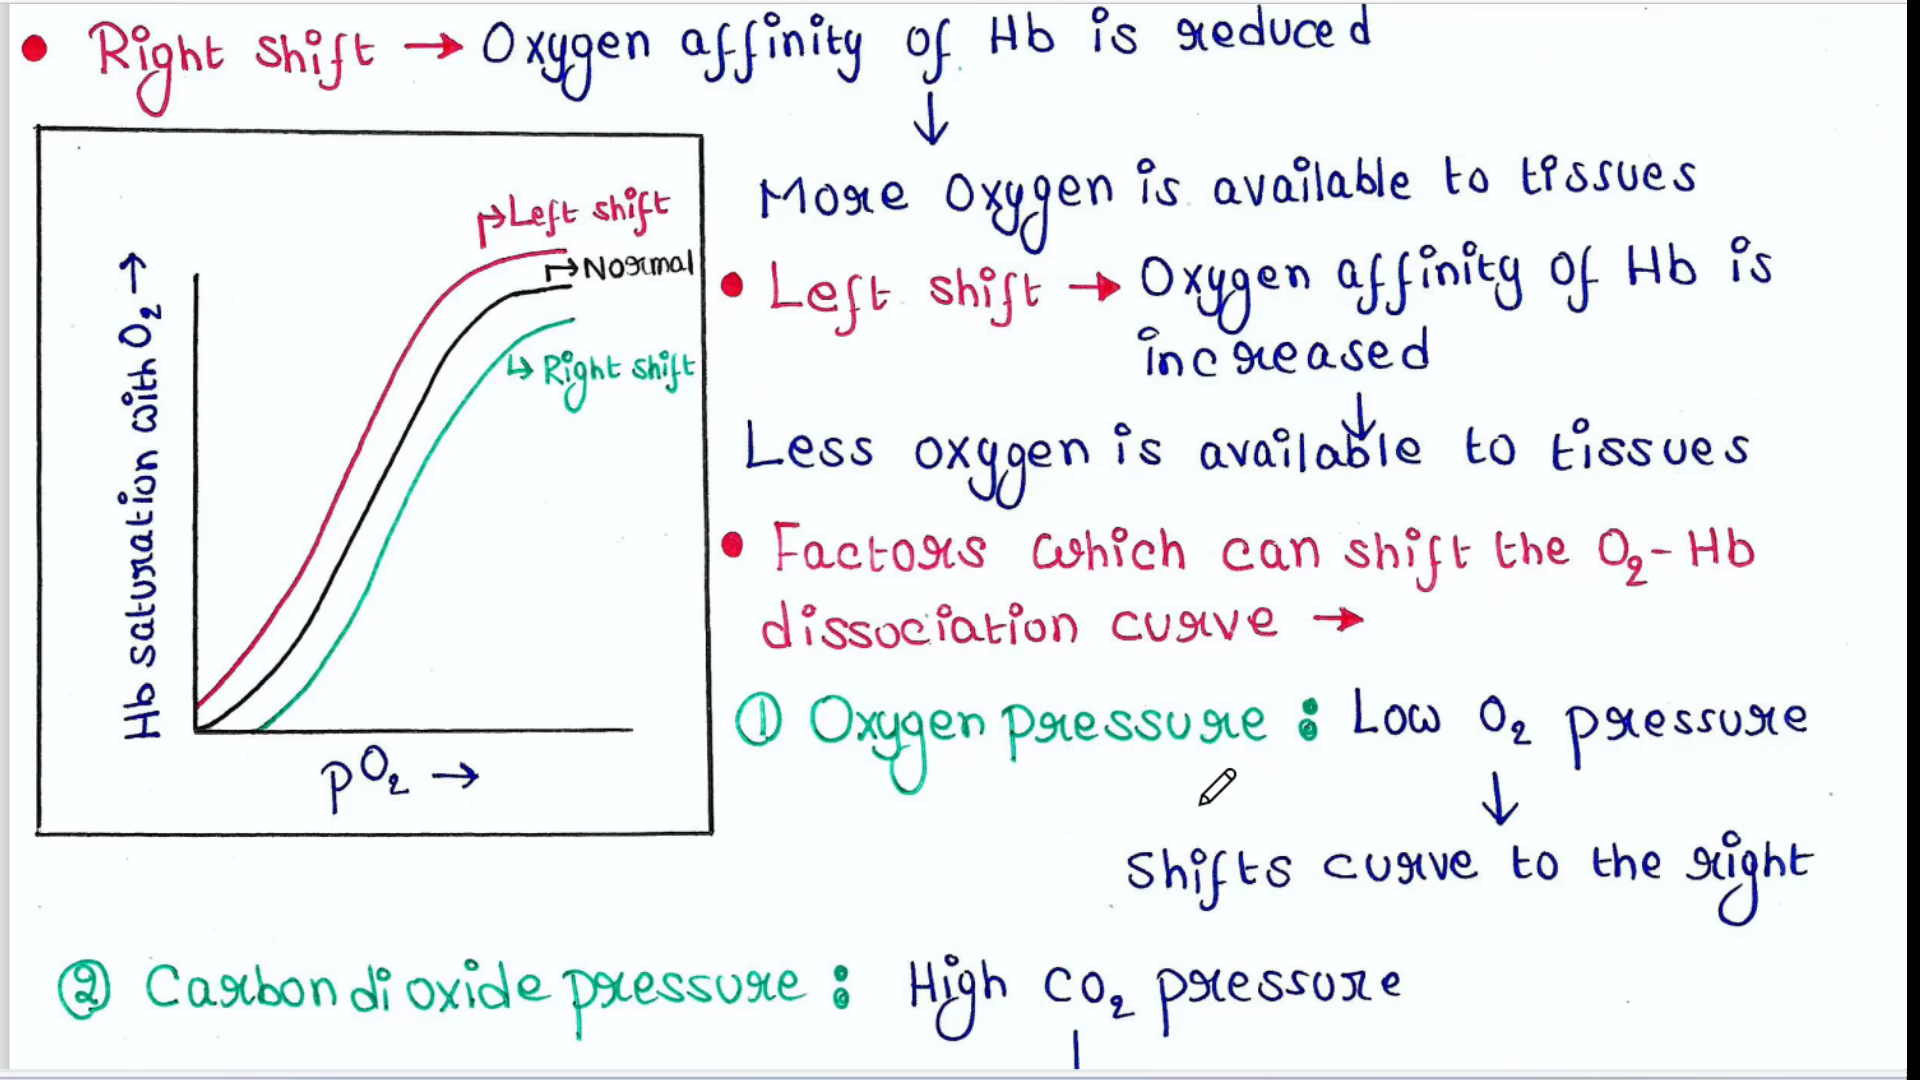 • Right shift → Oxygen affinity of Hb is reduced
↓
More oxygen is available to tissues
• Left shift → Oxygen affinity of Hb is
increased
↓
Less oxygen is available to tissues
• Factors which can shift the O₂-Hb
dissociation curve →
① Oxygen pressure : Low O₂ pressure
↓
Shifts curve to the right
② Carbondioxide pressure : High CO₂ pressure
Left shift
Normal
Right shift
Hb saturation with O₂ →
pO₂ →